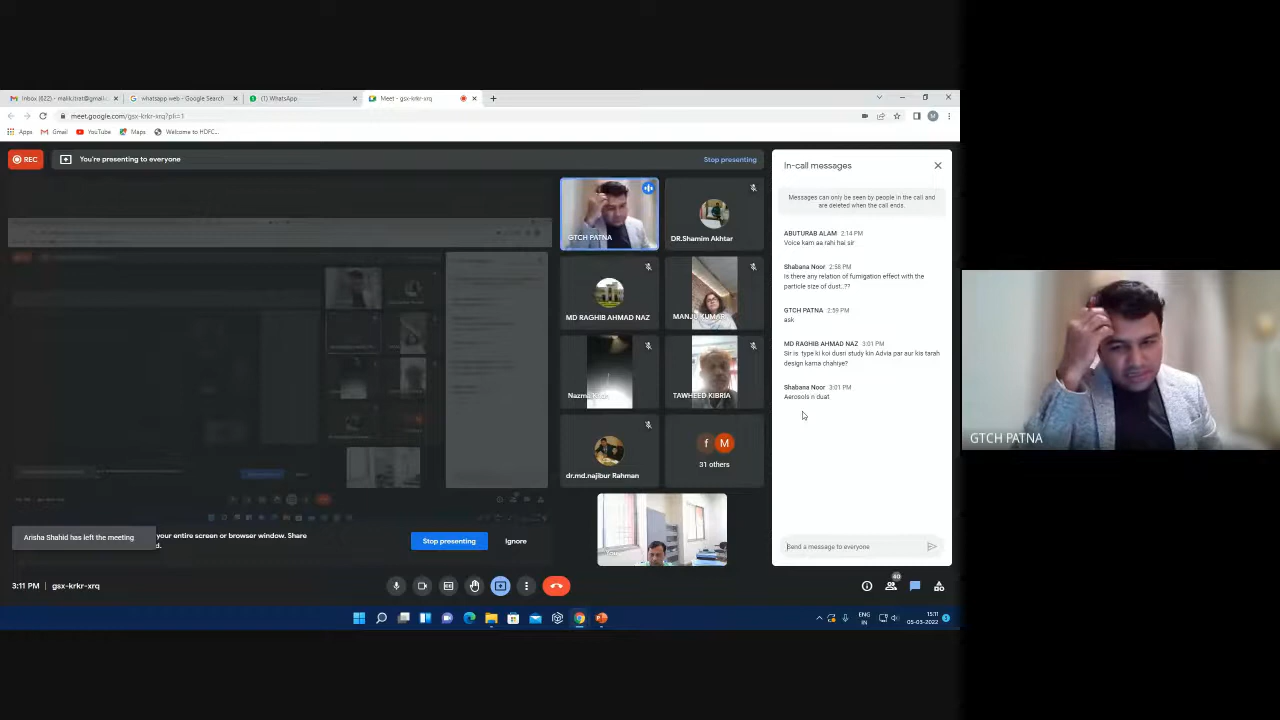 Inbox (622) - malik.itrat@gmail...
whatsapp web - Google Search
(1) WhatsApp
Meet - gsx-krkr-xrq
meet.google.com/gsx-krkr-xrq?pli=1
Apps
Gmail
YouTube
Maps
Welcome to HDFC...
REC
You're presenting to everyone
Stop presenting
In-call messages
Messages can only be seen by people in the call and
are deleted when the call ends.
ABUTURAB ALAM 2:14 PM
Voice kam aa rahi hai sir
Shabana Noor 2:58 PM
Is there any relation of fumigation effect with the
particle size of dust..??
GTCH PATNA 2:59 PM
ask
MD RAGHIB AHMAD NAZ 3:01 PM
Sir is type ki koi dusri study kin Advia par aur kis tarah
design karna chahiye?
Shabana Noor 3:01 PM
Aerosols n duat
GTCH PATNA
DR.Shamim Akhtar
MD RAGHIB AHMAD NAZ
MANJU KUMARI
TAWHEED KIBRIA
dr.md.najibur Rahman
f
M
31 others
You
Arisha Shahid has left the meeting
your entire screen or browser window. Share
d.
Stop presenting
Ignore
Send a message to everyone
3:11 PM | gsx-krkr-xrq
40
ENG
IN
15:11
05-03-2022
GTCH PATNA